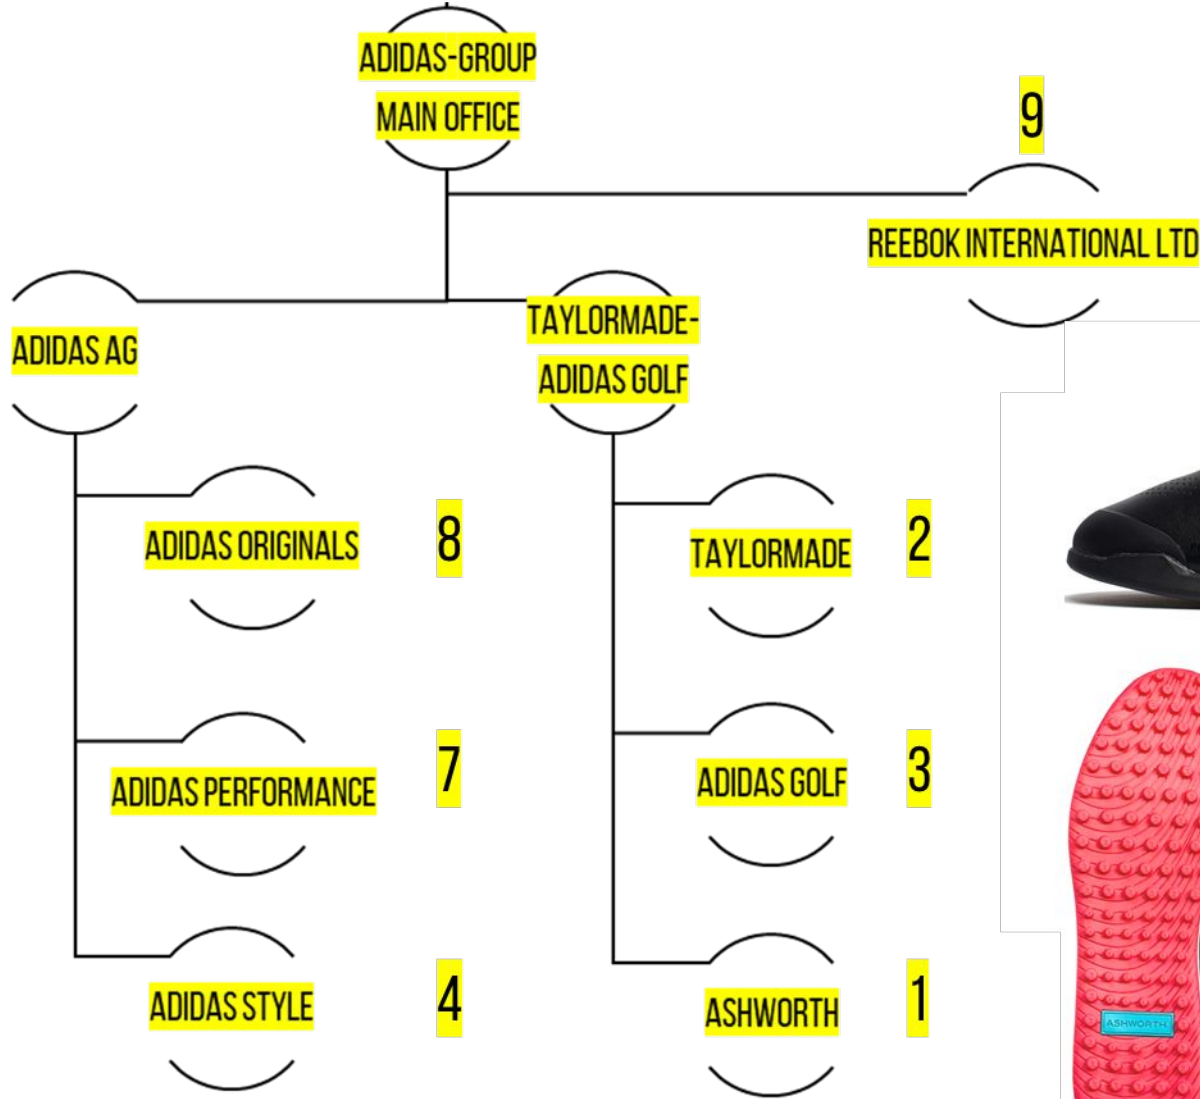 ADIDAS-GROUP
MAIN OFFICE
9
REEBOK INTERNATIONAL LTD
ADIDAS AG
TAYLORMADE-
ADIDAS GOLF
ADIDAS ORIGINALS
8
TAYLORMADE
2
ADIDAS PERFORMANCE
7
ADIDAS GOLF
3
ADIDAS STYLE
4
ASHWORTH
1
ASHWORTH